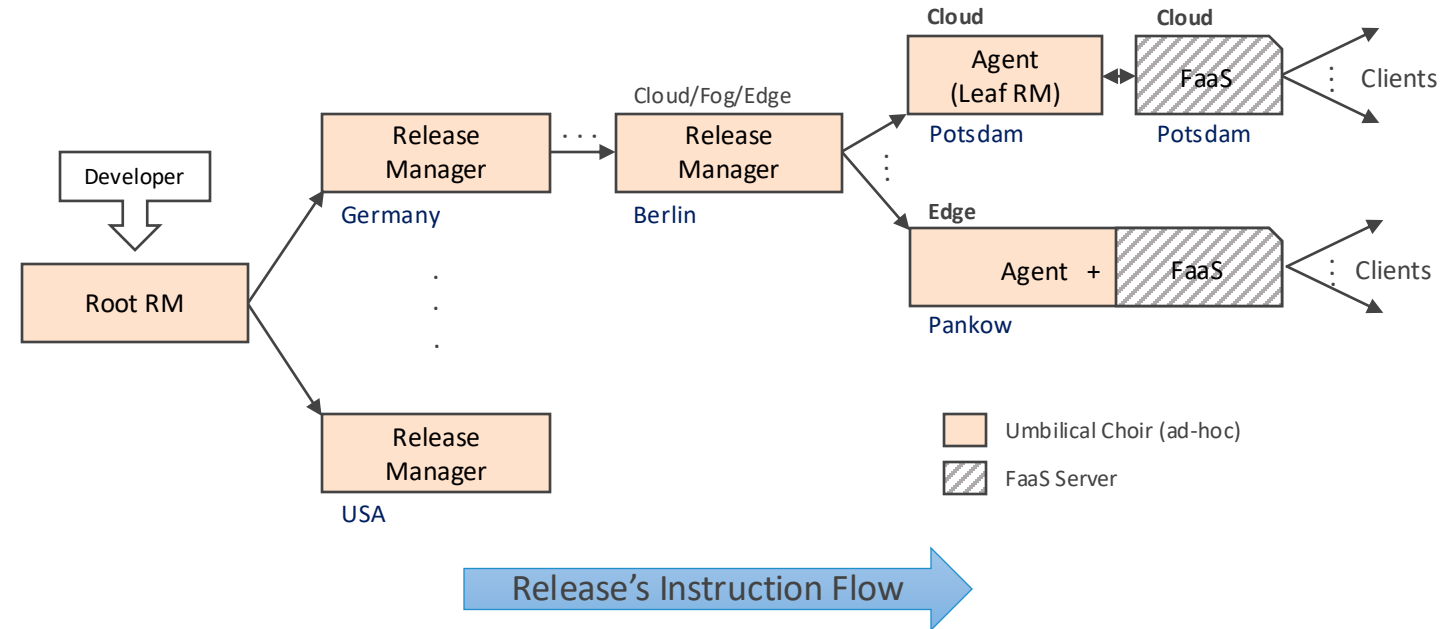 Developer
Root RM
Release
Manager
Germany
Release
Manager
USA
Cloud/Fog/Edge
Release
Manager
Berlin
Cloud
Agent
(Leaf RM)
Potsdam
Cloud
FaaS
Potsdam
Clients
Edge
Agent +
FaaS
Pankow
Clients
Umbilical Choir (ad-hoc)
FaaS Server
Release's Instruction Flow